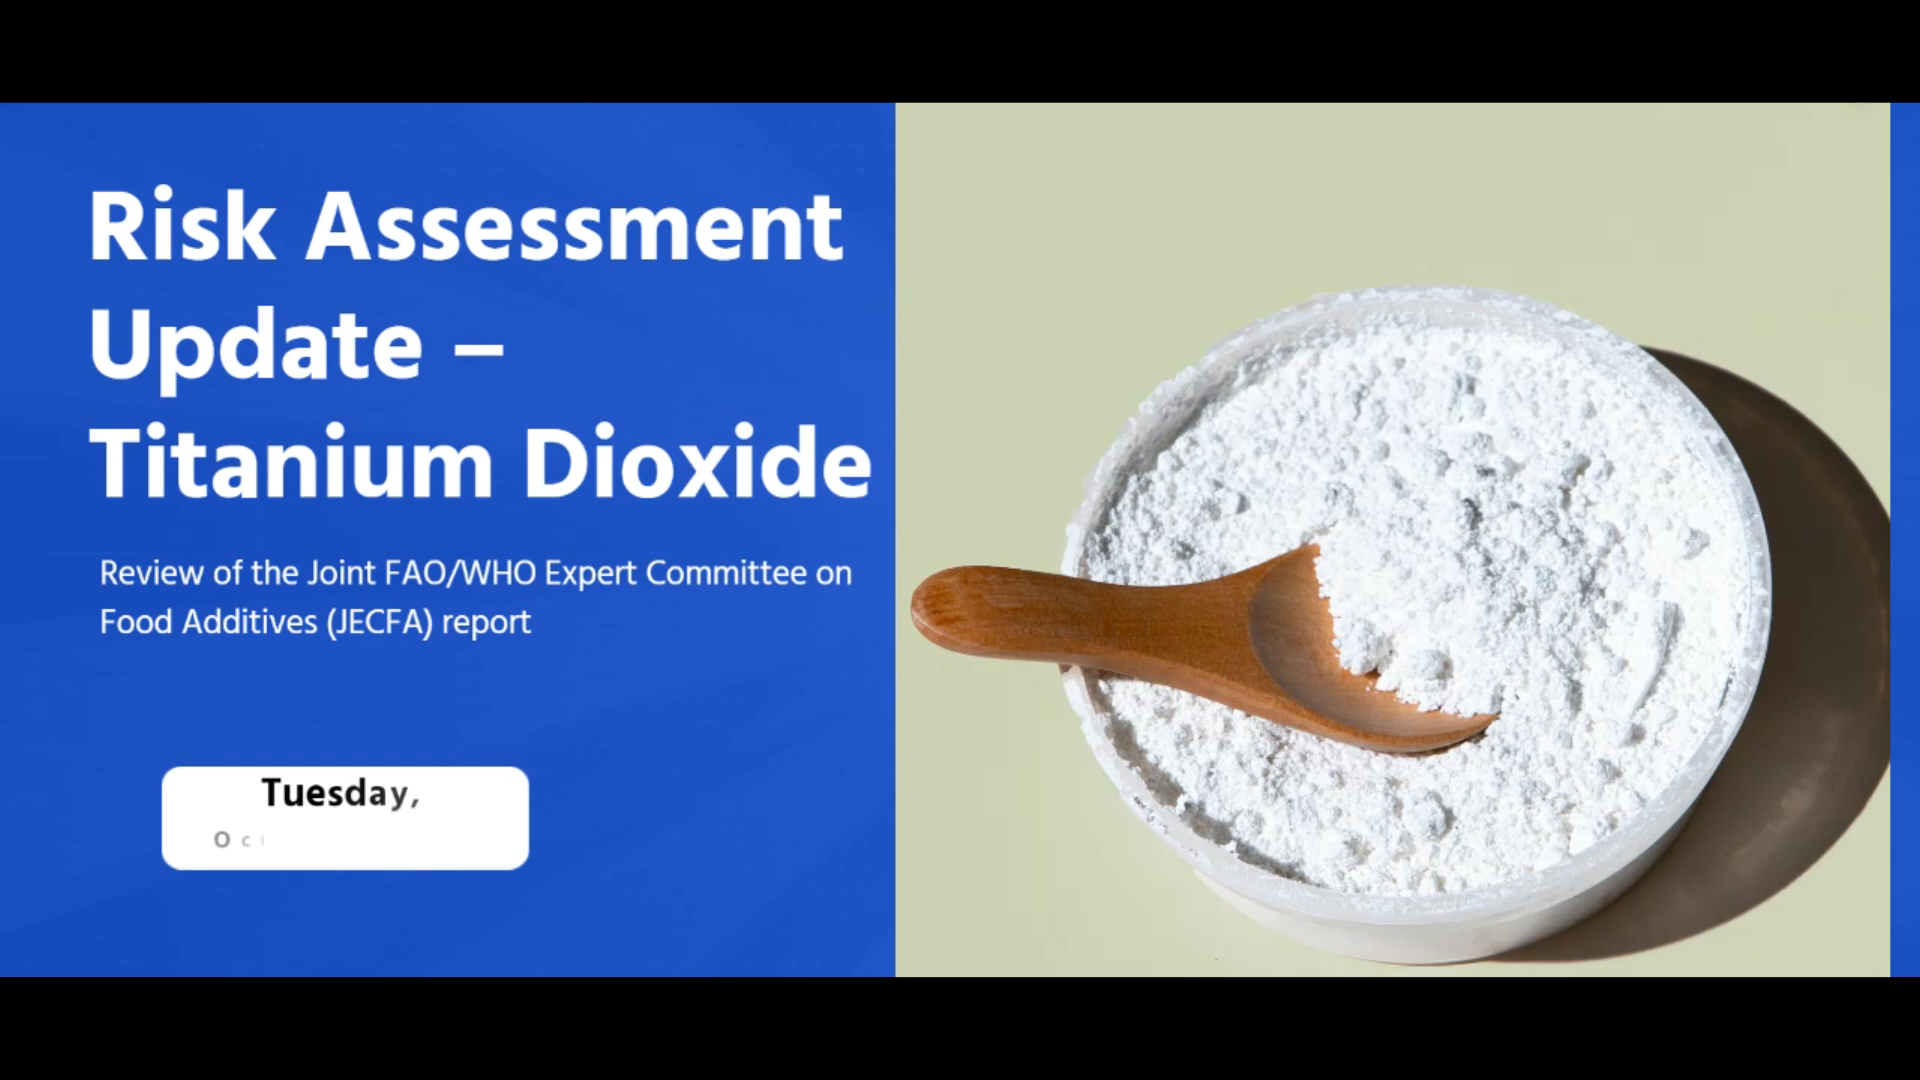 Risk Assessment
Update –
Titanium Dioxide
Review of the Joint FAO/WHO Expert Committee on
Food Additives (JECFA) report
Tuesday,